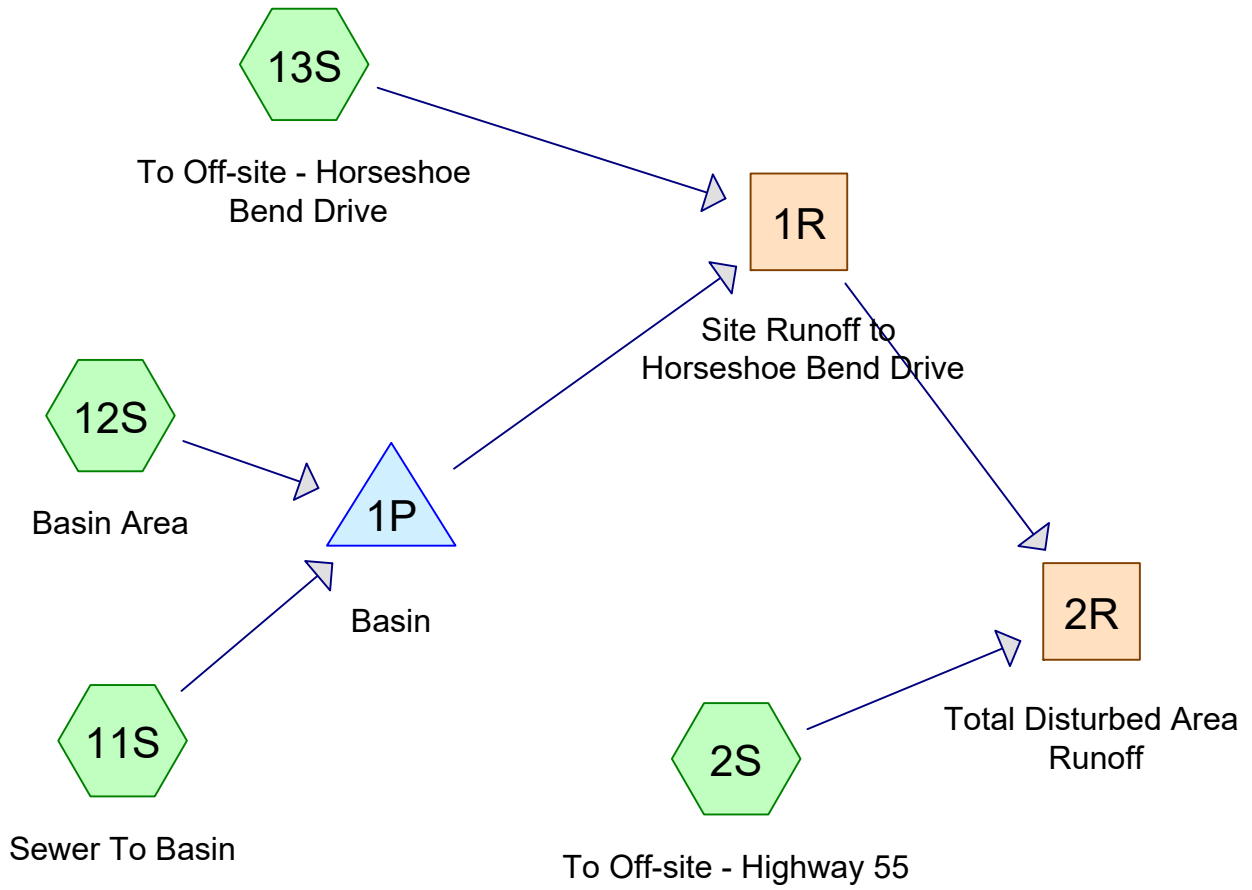 13S
To Off-site - Horseshoe
Bend Drive
1R
Site Runoff to
Horseshoe Bend Drive
12S
Basin Area
1P
Basin
11S
Sewer To Basin
2R
Total Disturbed Area
Runoff
2S
To Off-site - Highway 55